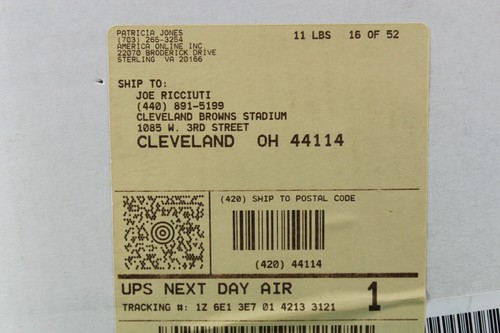 PATRICIA JONES
(703) 265-3254
AMERICA ONLINE INC.
22070 BRODERICK DRIVE
STERLING VA 20166
11 LBS 16 OF 52
SHIP TO:
JOE RICCIUTI
(440) 891-5199
CLEVELAND BROWNS STADIUM
1085 W. 3RD STREET
CLEVELAND OH 44114
(420) SHIP TO POSTAL CODE
(420) 44114
UPS NEXT DAY AIR
1
TRACKING #: 1Z 6E1 3E7 01 4213 3121